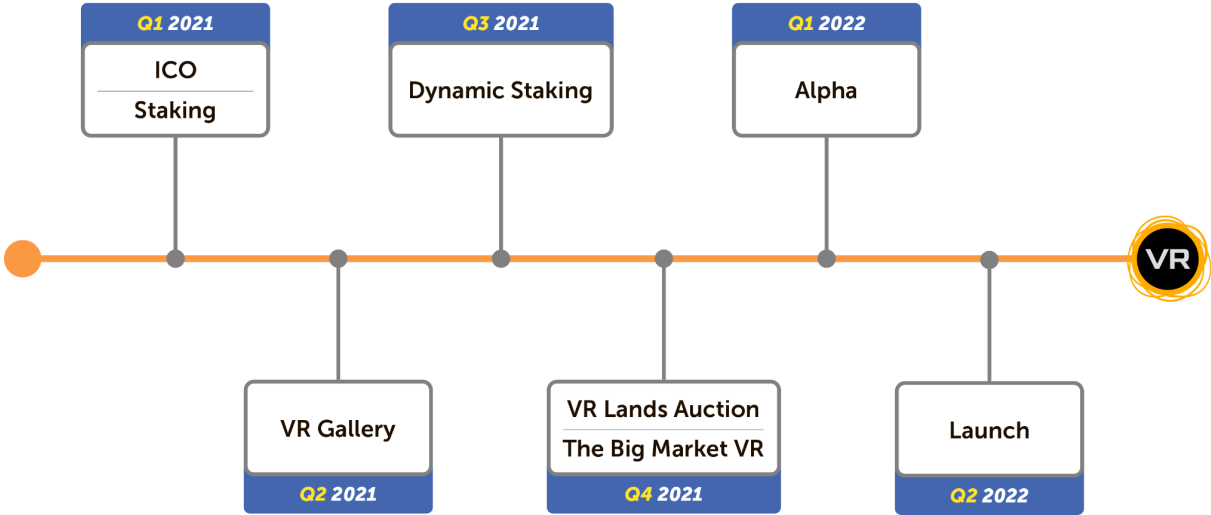 Q1 2021
ICO
Staking
Q3 2021
Dynamic Staking
Q1 2022
Alpha
VR
VR Gallery
Q2 2021
VR Lands Auction
The Big Market VR
Q4 2021
Launch
Q2 2022